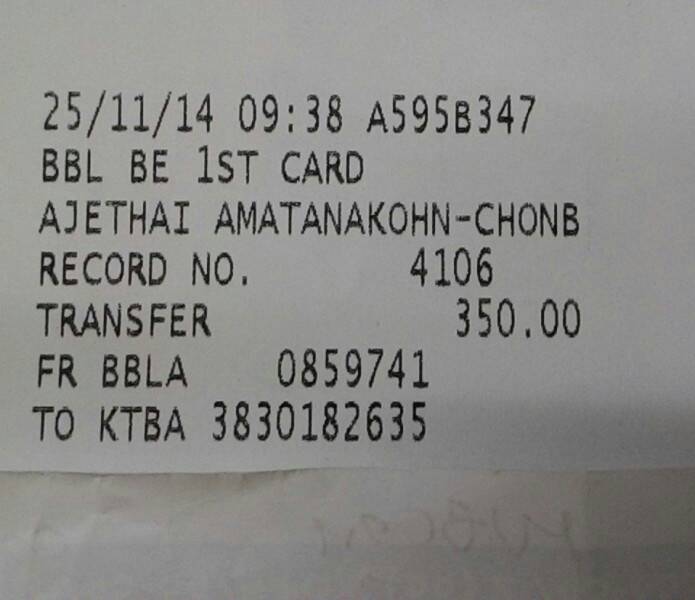 25/11/14 09:38 A595B347
BBL BE 1ST CARD
AJETHAI AMATANAKOHN-CHONB
RECORD NO. 4106
TRANSFER 350.00
FR BBLA 0859741
TO KTBA 3830182635